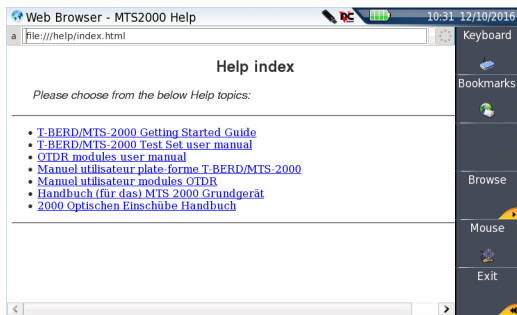 Web Browser - MTS2000 Help
10:31 12/10/2016
a file:///help/index.html
Keyboard
Help index
Bookmarks
Please choose from the below Help topics:
T-BERD/MTS-2000 Getting Started Guide
T-BERD/MTS-2000 Test Set user manual
OTDR modules user manual
Manuel utilisateur plate-forme T-BERD/MTS-2000
Manuel utilisateur modules OTDR
Handbuch (für das) MTS 2000 Grundgerät
2000 Optischen Einschübe Handbuch
Browse
Mouse
Exit